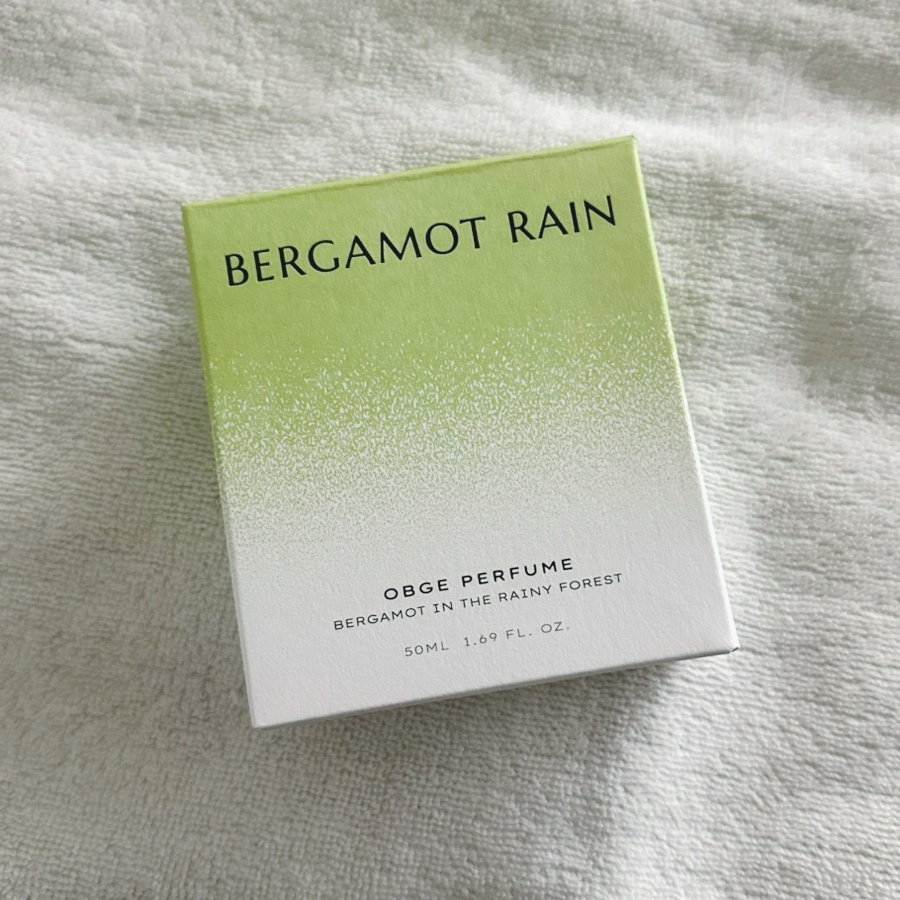 BERGAMOT RAIN
OBGE PERFUME
BERGAMOT IN THE RAINY FOREST
50ML 1.69 FL. OZ.